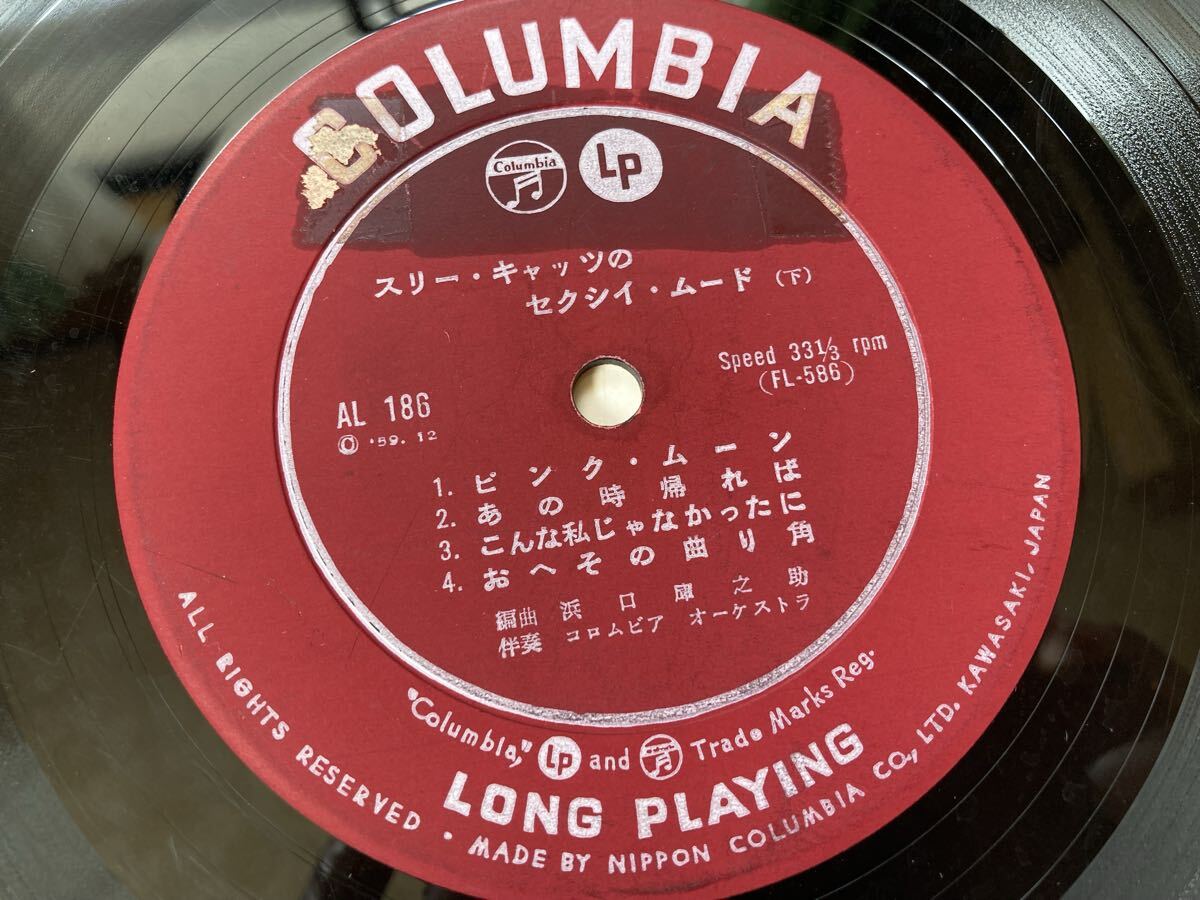 COLUMBIA
Columbia
LP
スリー・キャッツの
セクシイ・ムード (下)
Speed 33 1/3 rpm
(FL-586)
AL 186
© '59. 12
1. ピンク・ムーン
2. あの時帰れば
3. こんな私じゃなかったに
4. おへその曲り角
編曲 浜口庫之助
伴奏 コロムビア オーケストラ
"Columbia," LP and Trade Marks Reg.
LONG PLAYING
ALL RIGHTS RESERVED · MADE BY NIPPON COLUMBIA CO., LTD. KAWASAKI, JAPAN